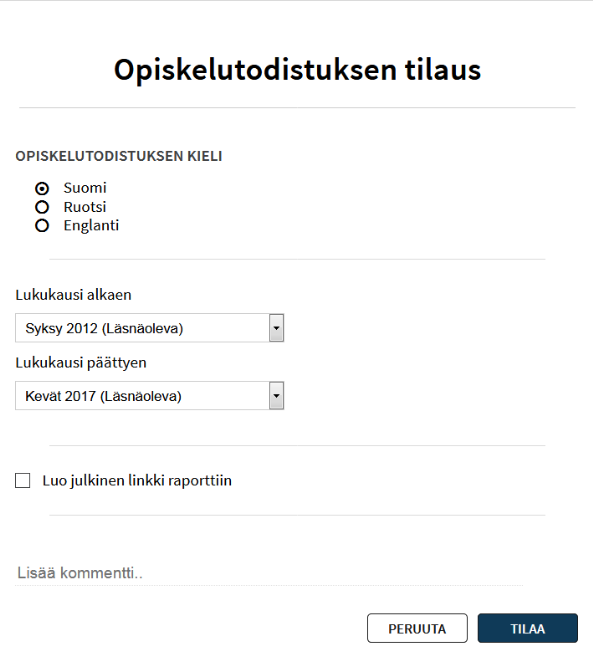 Opiskelutodistuksen tilaus
OPISKELUTODISTUKSEN KIELI
Suomi
Ruotsi
Englanti
Lukukausi alkaen
Syksy 2012 (Läsnäoleva)
Lukukausi päättyen
Kevät 2017 (Läsnäoleva)
Luo julkinen linkki raporttiin
Lisää kommentti..
PERUUTA TILAA